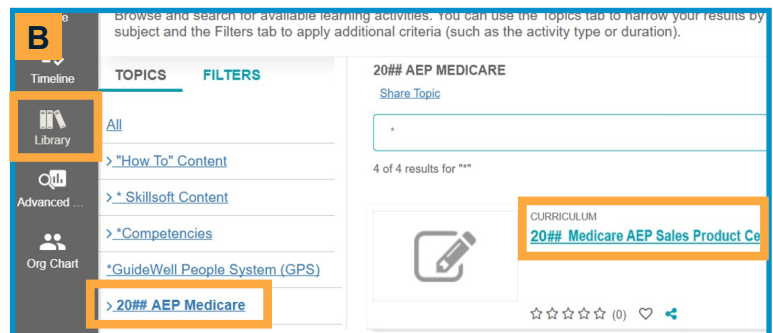 Browse and search for available learning activities. You can use the Topics tab to narrow your results by
subject and the Filters tab to apply additional criteria (such as the activity type or duration).
B
Timeline
Library
Advanced ...
Org Chart
TOPICS FILTERS
All
> "How To" Content
> * Skillsoft Content
> *Competencies
*GuideWell People System (GPS)
> 20## AEP Medicare
20## AEP MEDICARE
Share Topic
*
4 of 4 results for "*"
CURRICULUM
20## Medicare AEP Sales Product Ce
(0)